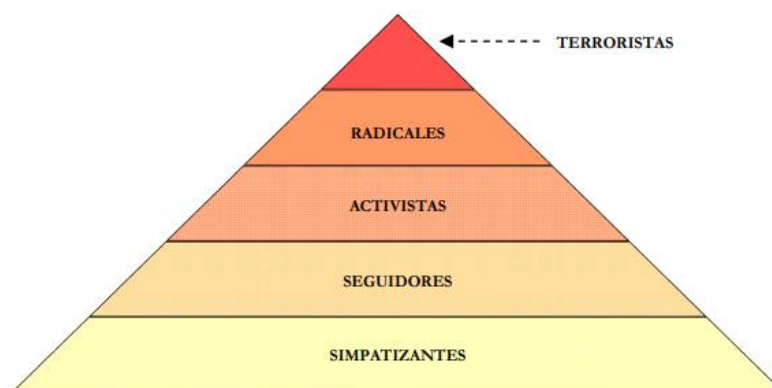 TERRORISTAS
RADICALES
ACTIVISTAS
SEGUIDORES
SIMPATIZANTES